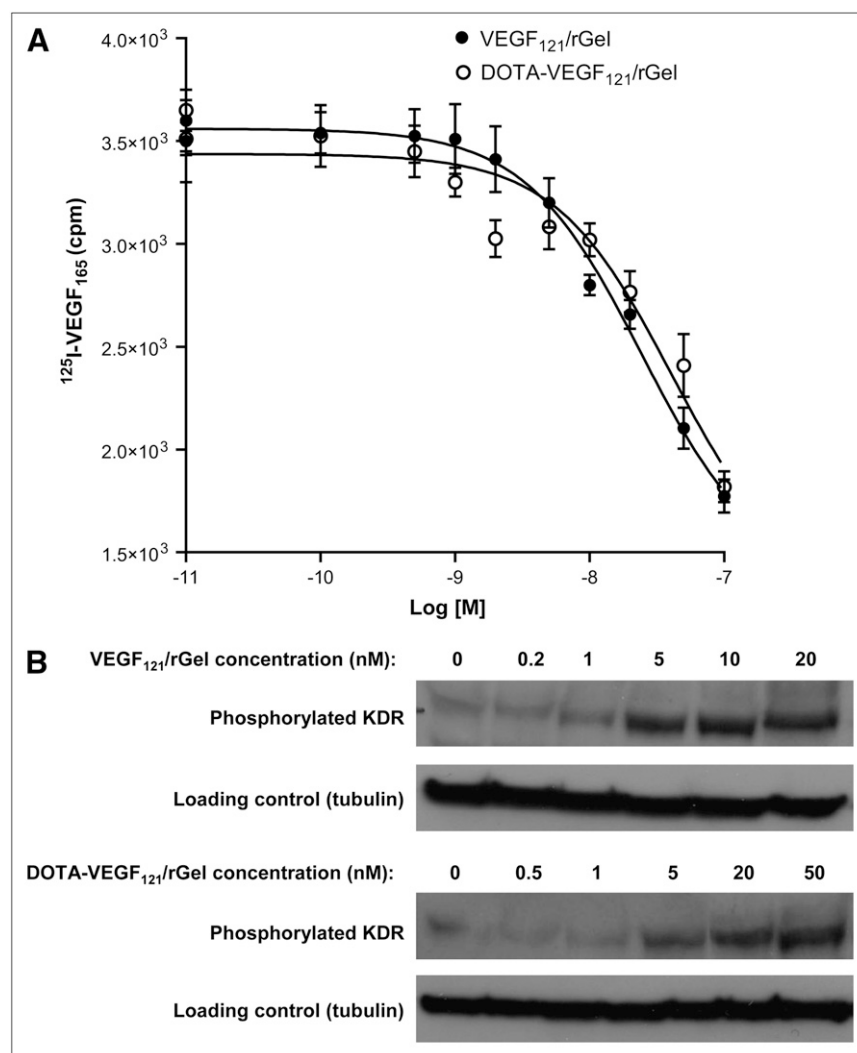 A
VEGF₁₂₁/rGel
DOTA-VEGF₁₂₁/rGel
4.0×10³
3.5×10³
3.0×10³
2.5×10³
2.0×10³
1.5×10³
¹²⁵I-VEGF₁₆₅ (cpm)
-11 -10 -9 -8 -7
Log [M]
B
VEGF₁₂₁/rGel concentration (nM): 0 0.2 1 5 10 20
Phosphorylated KDR
Loading control (tubulin)
DOTA-VEGF₁₂₁/rGel concentration (nM): 0 0.5 1 5 20 50
Phosphorylated KDR
Loading control (tubulin)